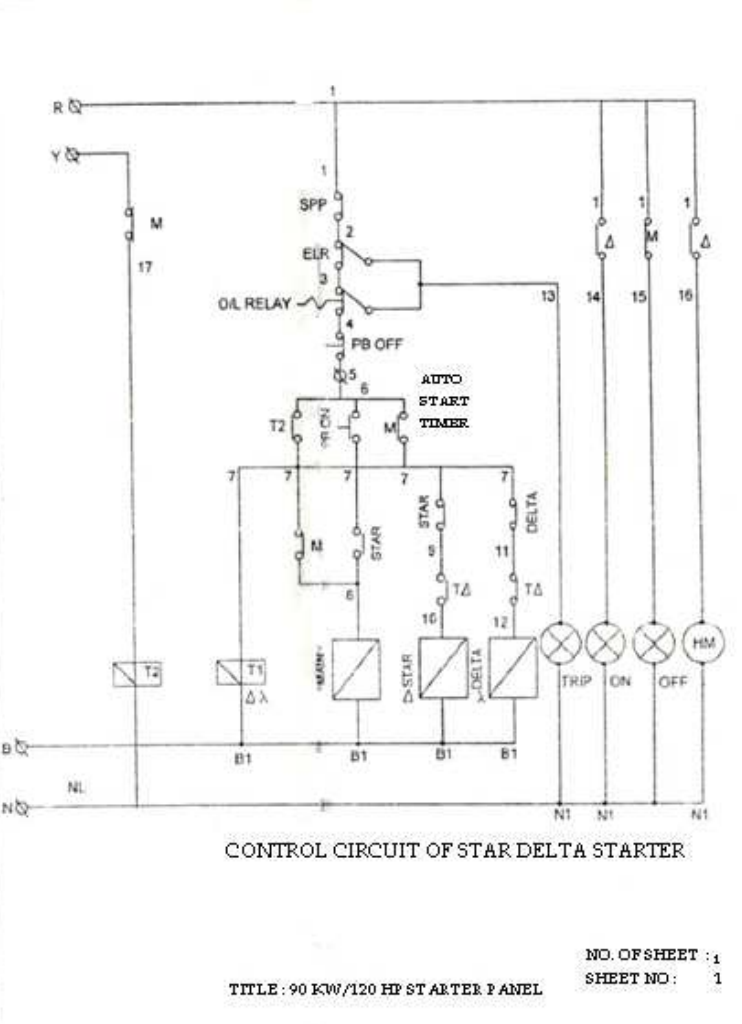 1
R
Y
1
SPP
1
1
1
M
2
Δ
M
Δ
ELR
17
3
13
14
15
16
O/L RELAY
4
PB OFF
5
6
AUTO
START
TIMER
T2
PB ON
M
7
7
7
7
7
STAR
DELTA
M
STAR
9
11
TΔ
TΔ
6
10
12
T2
T1
MAIN
STAR
DELTA
HM
Δ λ
Δ
λ
TRIP
ON
OFF
B
B1
B1
B1
B1
NL
N
N1
N1
N1
CONTROL CIRCUIT OF STAR DELTA STARTER
NO. OF SHEET : 1
SHEET NO : 1
TITLE : 90 KW/120 HP STARTER PANEL